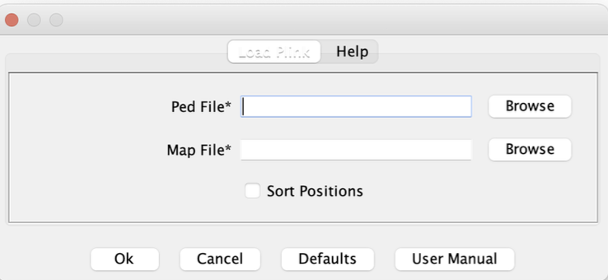 Load Plink Help
Ped File* Browse
Map File* Browse
Sort Positions
Ok Cancel Defaults User Manual